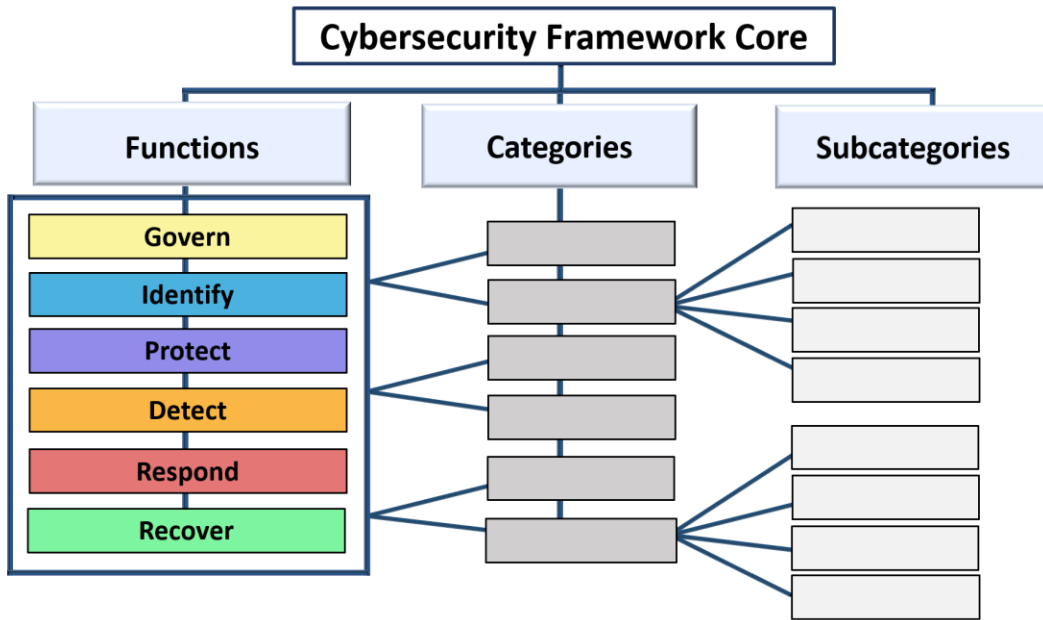 Cybersecurity Framework Core
Functions
Categories
Subcategories
Govern
Identify
Protect
Detect
Respond
Recover